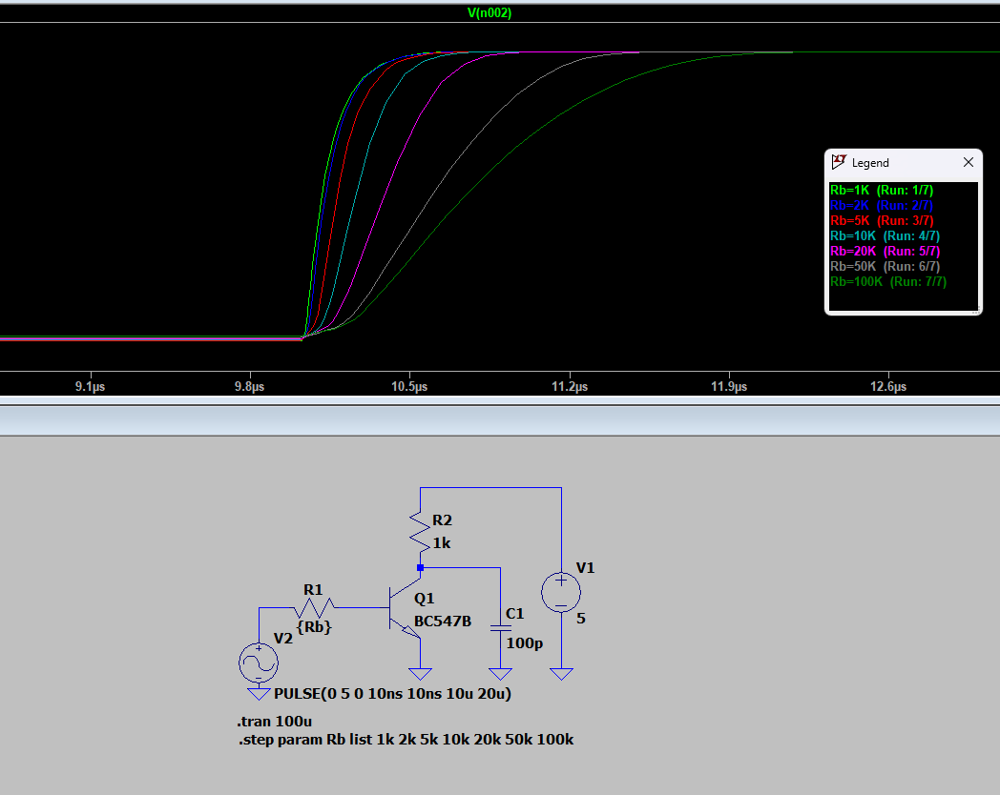 V(n002)
Legend
Rb=1K (Run: 1/7)
Rb=2K (Run: 2/7)
Rb=5K (Run: 3/7)
Rb=10K (Run: 4/7)
Rb=20K (Run: 5/7)
Rb=50K (Run: 6/7)
Rb=100K (Run: 7/7)
9.1µs 9.8µs 10.5µs 11.2µs 11.9µs 12.6µs
R2
1k
V1
5
R1
{Rb}
Q1
BC547B
C1
100p
V2
PULSE(0 5 0 10ns 10ns 10u 20u)
.tran 100u
.step param Rb list 1k 2k 5k 10k 20k 50k 100k